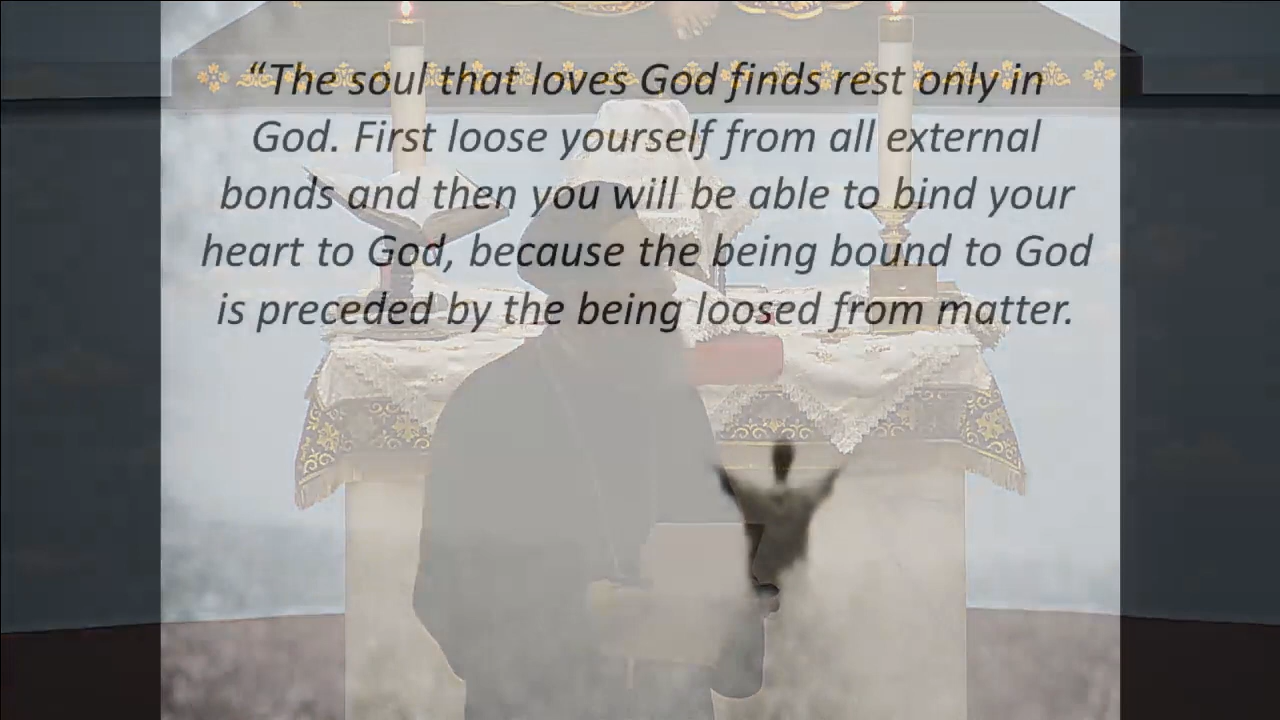 “The soul that loves God finds rest only in
God. First loose yourself from all external
bonds and then you will be able to bind your
heart to God, because the being bound to God
is preceded by the being loosed from matter.